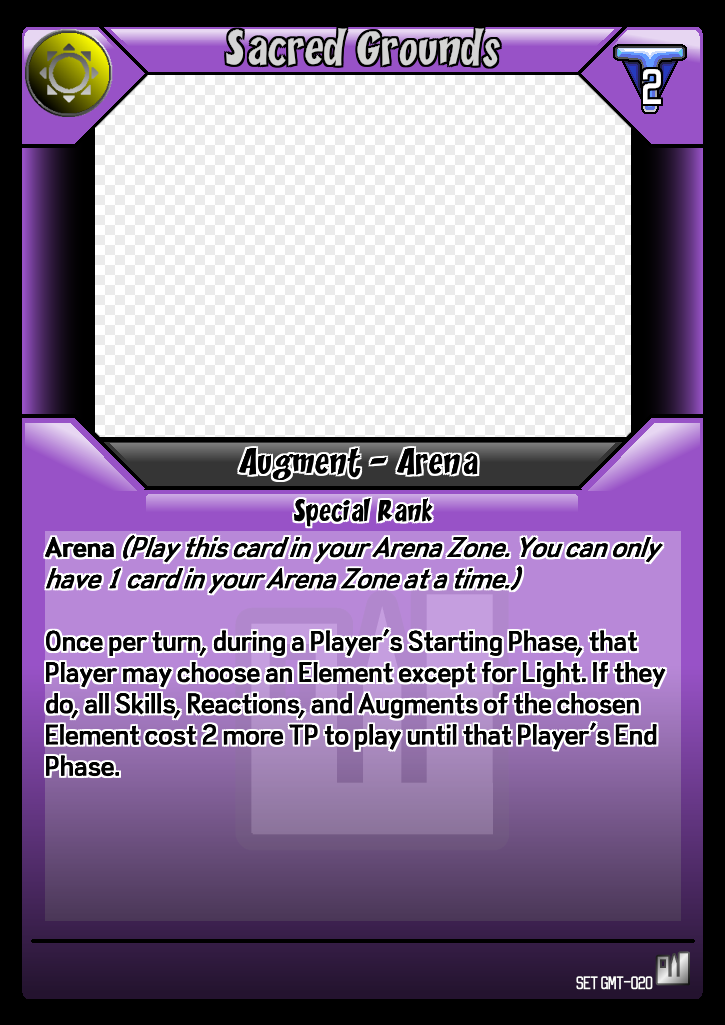 Sacred Grounds
2
Augment - Arena
Special Rank
Arena (Play this card in your Arena Zone. You can only
have 1 card in your Arena Zone at a time.)
Once per turn, during a Player's Starting Phase, that
Player may choose an Element except for Light. If they
do, all Skills, Reactions, and Augments of the chosen
Element cost 2 more TP to play until that Player's End
Phase.
SET GMT-020